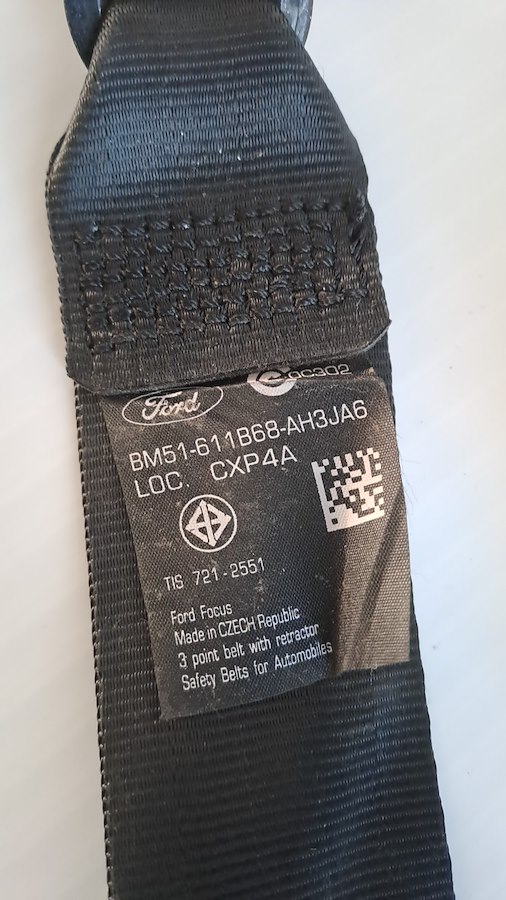 Ford
BM51-611B68-AH3JA6
LOC. CXP4A
TIS 721-2551
Ford Focus
Made in CZECH Republic
3 point belt with retractor
Safety Belts for Automobiles